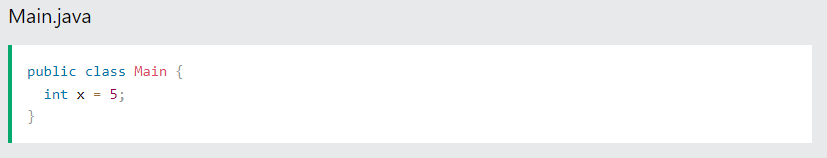 Main.java
public class Main {
  int x = 5;
}